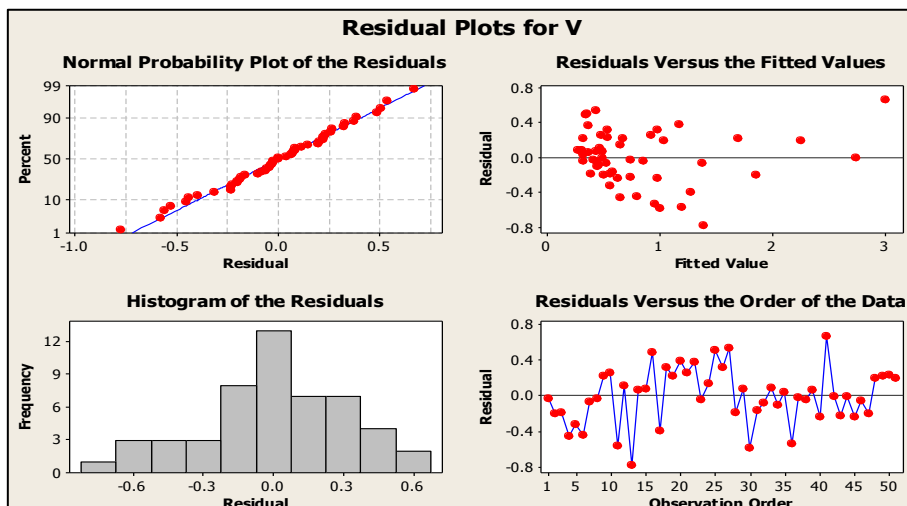 Residual Plots for V
Normal Probability Plot of the Residuals
99
90
50
10
1
Percent
-1.0 -0.5 0.0 0.5
Residual
Residuals Versus the Fitted Values
0.8
0.4
0.0
-0.4
-0.8
Residual
0 1 2 3
Fitted Value
Histogram of the Residuals
12
9
6
3
0
Frequency
-0.6 -0.3 0.0 0.3 0.6
Residual
Residuals Versus the Order of the Data
0.8
0.4
0.0
-0.4
-0.8
Residual
1 5 10 15 20 25 30 35 40 45 50
Observation Order